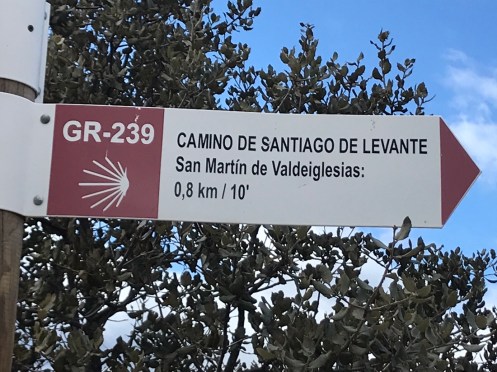 GR-239
CAMINO DE SANTIAGO DE LEVANTE
San Martín de Valdeiglesias:
0,8 km / 10'